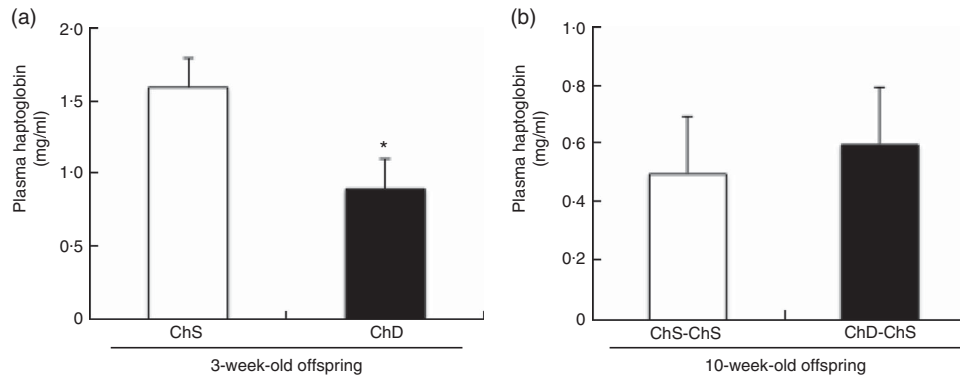 (a)
Plasma haptoglobin
(mg/ml)
2·0
1·5
1·0
0·5
0
*
ChS
ChD
3-week-old offspring
(b)
Plasma haptoglobin
(mg/ml)
1·0
0·8
0·6
0·4
0·2
0
ChS-ChS
ChD-ChS
10-week-old offspring